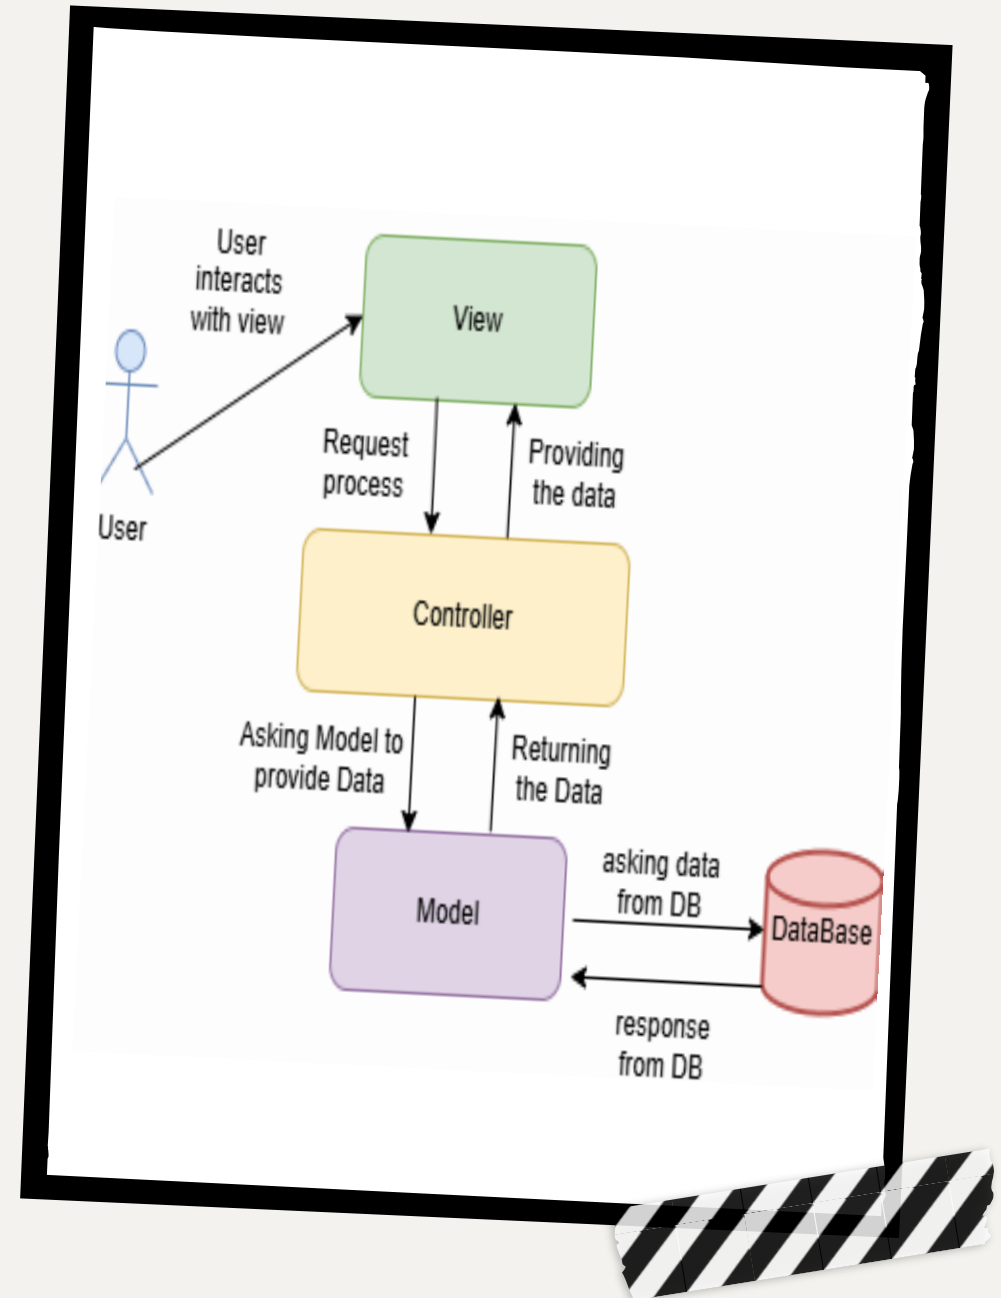 User
interacts
with view
View
User
Request
process
Providing
the data
Controller
Asking Model to
provide Data
Returning
the Data
Model
asking data
from DB
DataBase
response
from DB